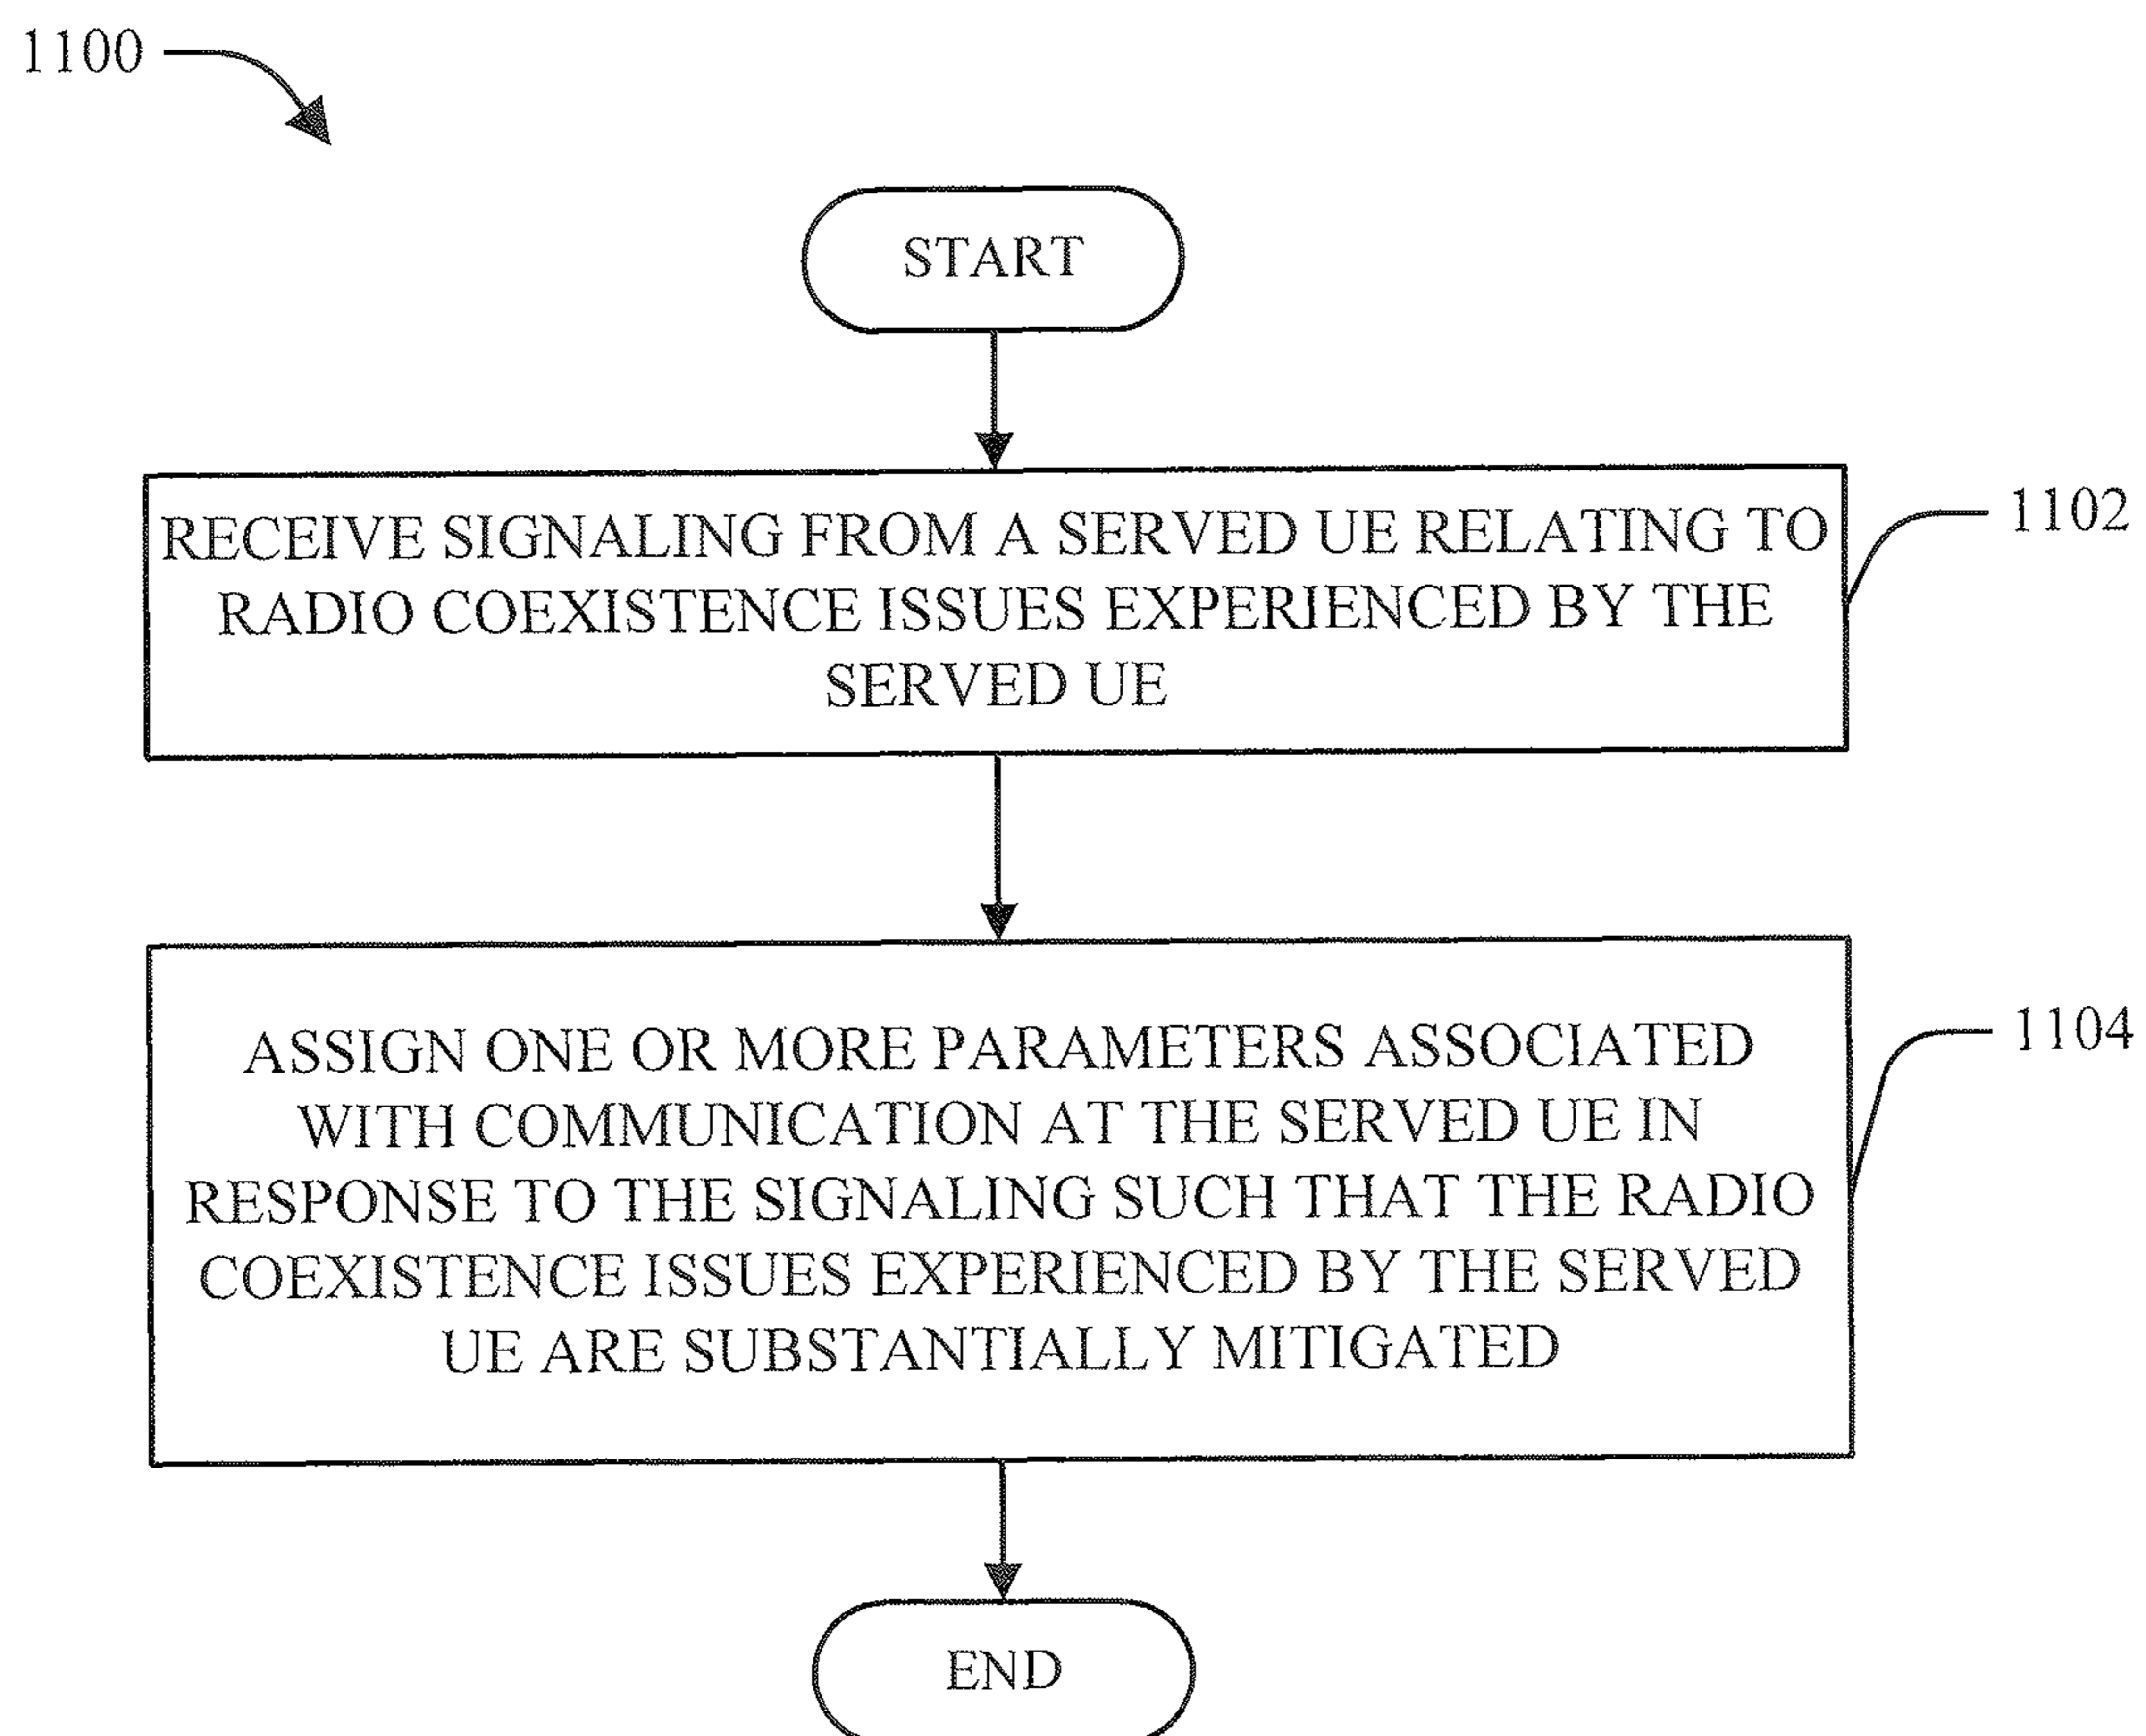 1100
START
RECEIVE SIGNALING FROM A SERVED UE RELATING TO
RADIO COEXISTENCE ISSUES EXPERIENCED BY THE
SERVED UE
1102
ASSIGN ONE OR MORE PARAMETERS ASSOCIATED
WITH COMMUNICATION AT THE SERVED UE IN
RESPONSE TO THE SIGNALING SUCH THAT THE RADIO
COEXISTENCE ISSUES EXPERIENCED BY THE SERVED
UE ARE SUBSTANTIALLY MITIGATED
1104
END